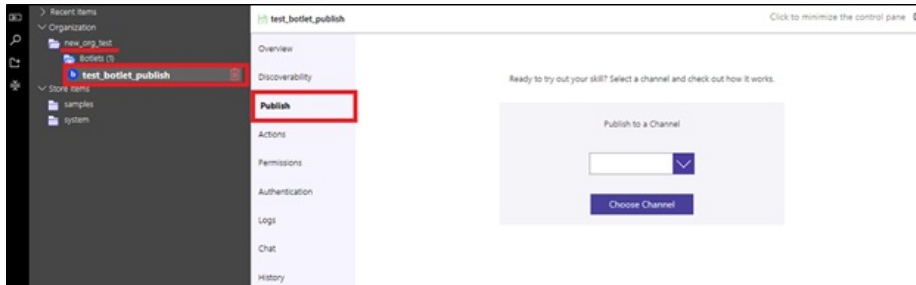 Recent Items
Organization
new_org_test
Botlets (1)
test_botlet_publish
Store Items
samples
system
test_botlet_publish
Click to minimize the control pane
Overview
Discoverability
Publish
Actions
Permissions
Authentication
Logs
Chat
History
Ready to try out your skill? Select a channel and check out how it works.
Publish to a Channel
Choose Channel